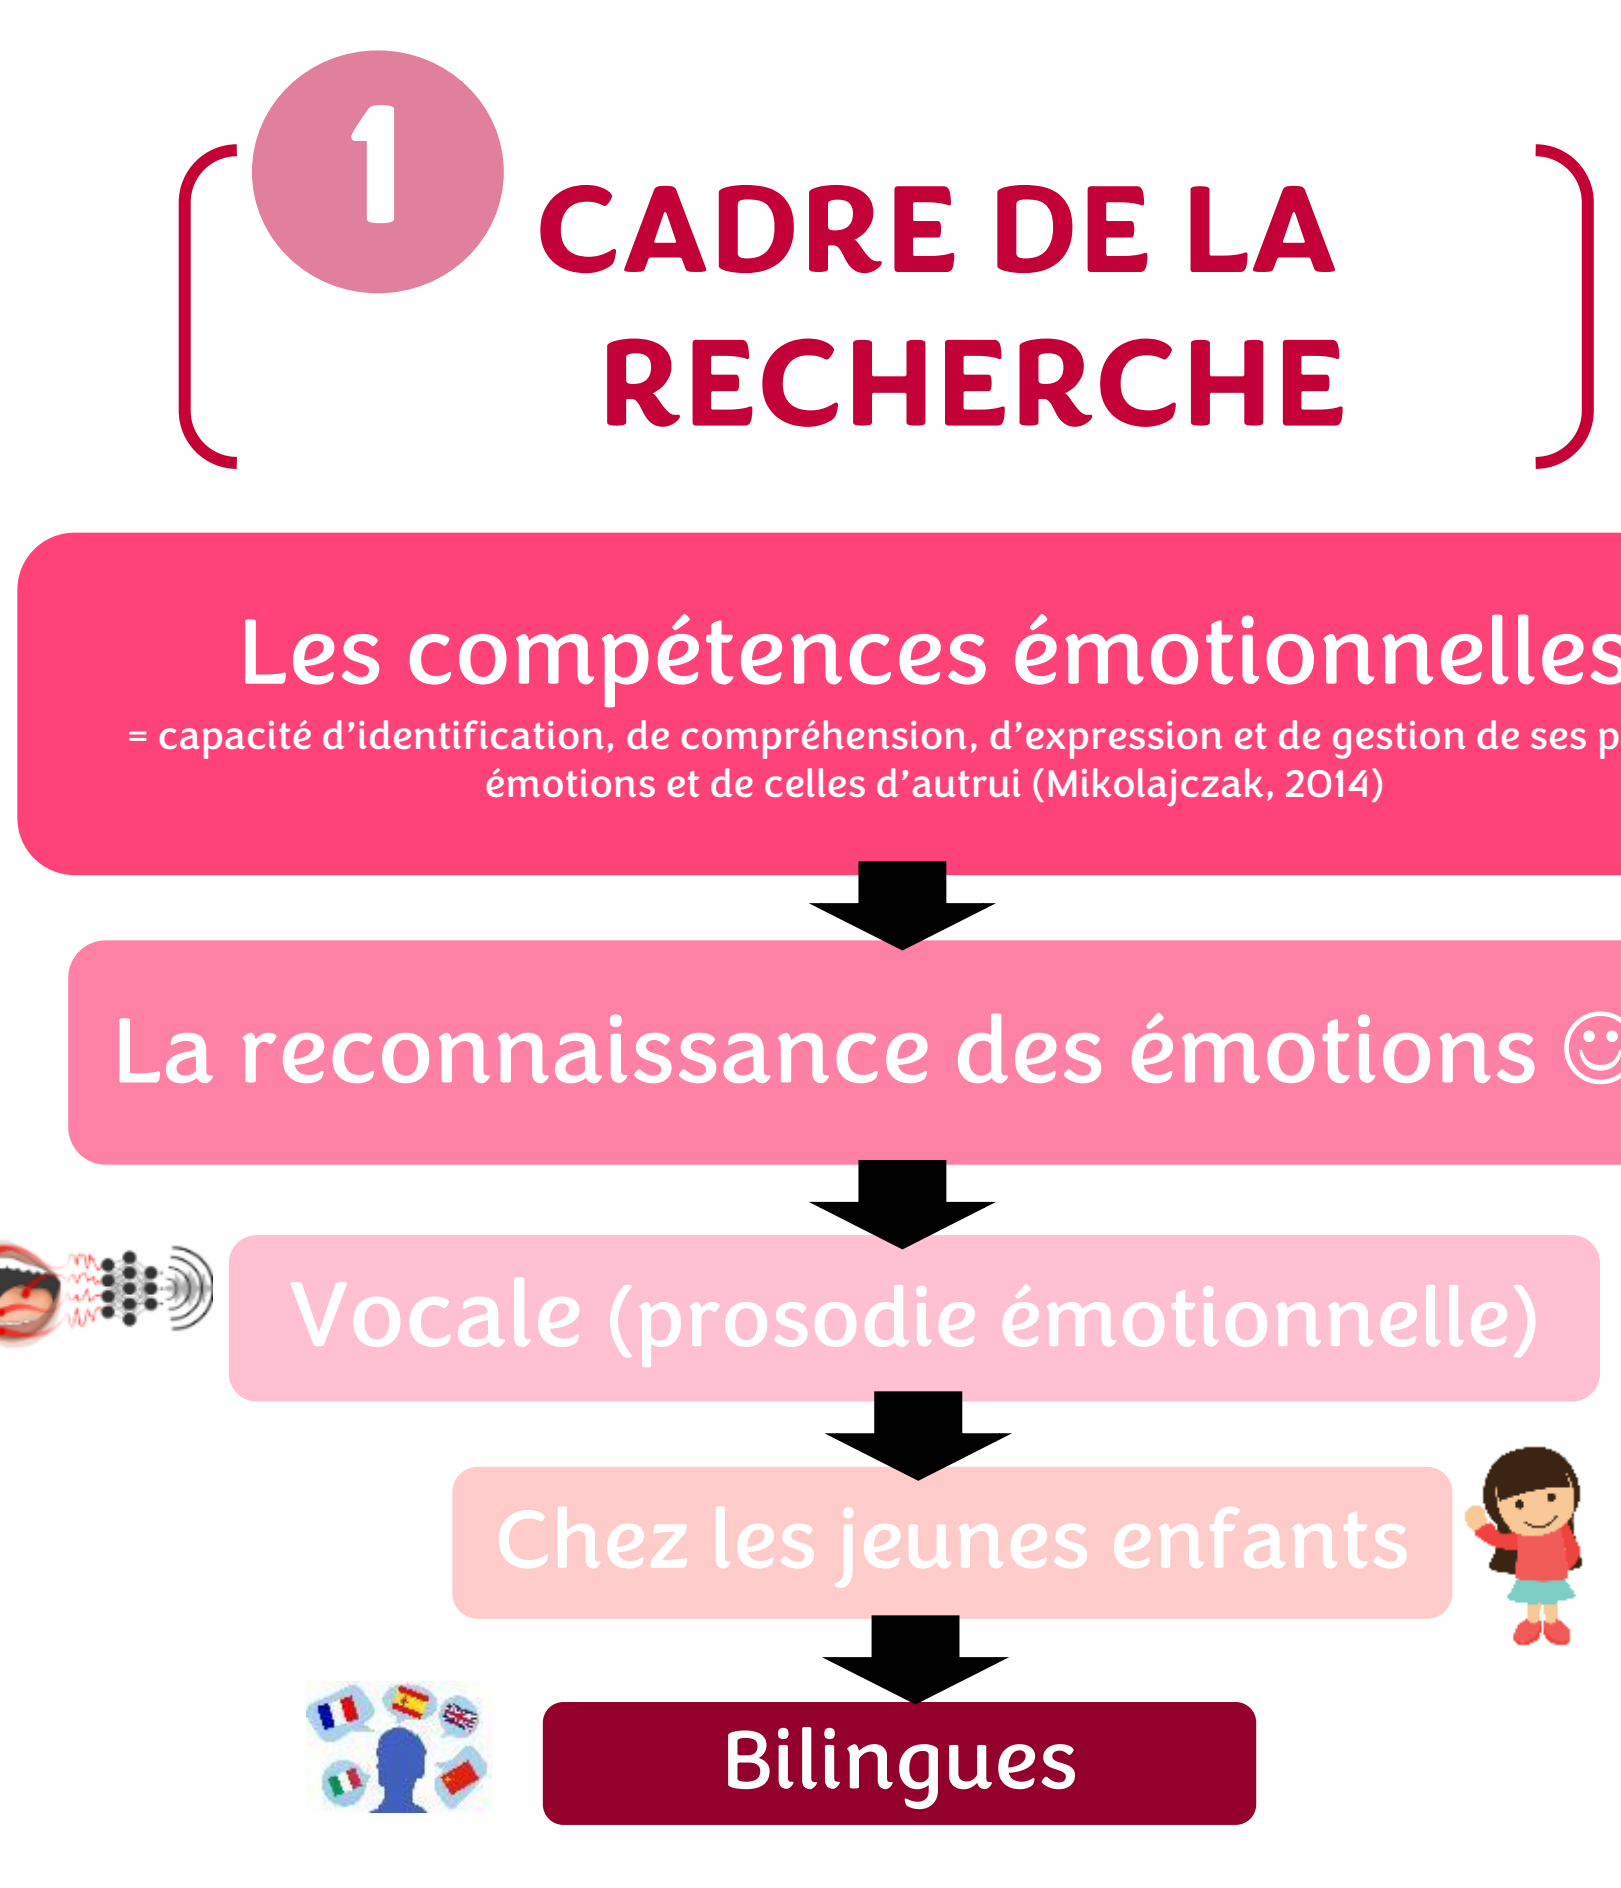 1
CADRE DE LA
RECHERCHE
Les compétences émotionnelles
= capacité d’identification, de compréhension, d’expression et de gestion de ses
émotions et de celles d’autrui (Mikolajczak, 2014)
La reconnaissance des émotions ☺
Vocale (prosodie émotionnelle)
Chez les jeunes enfants
Bilingues